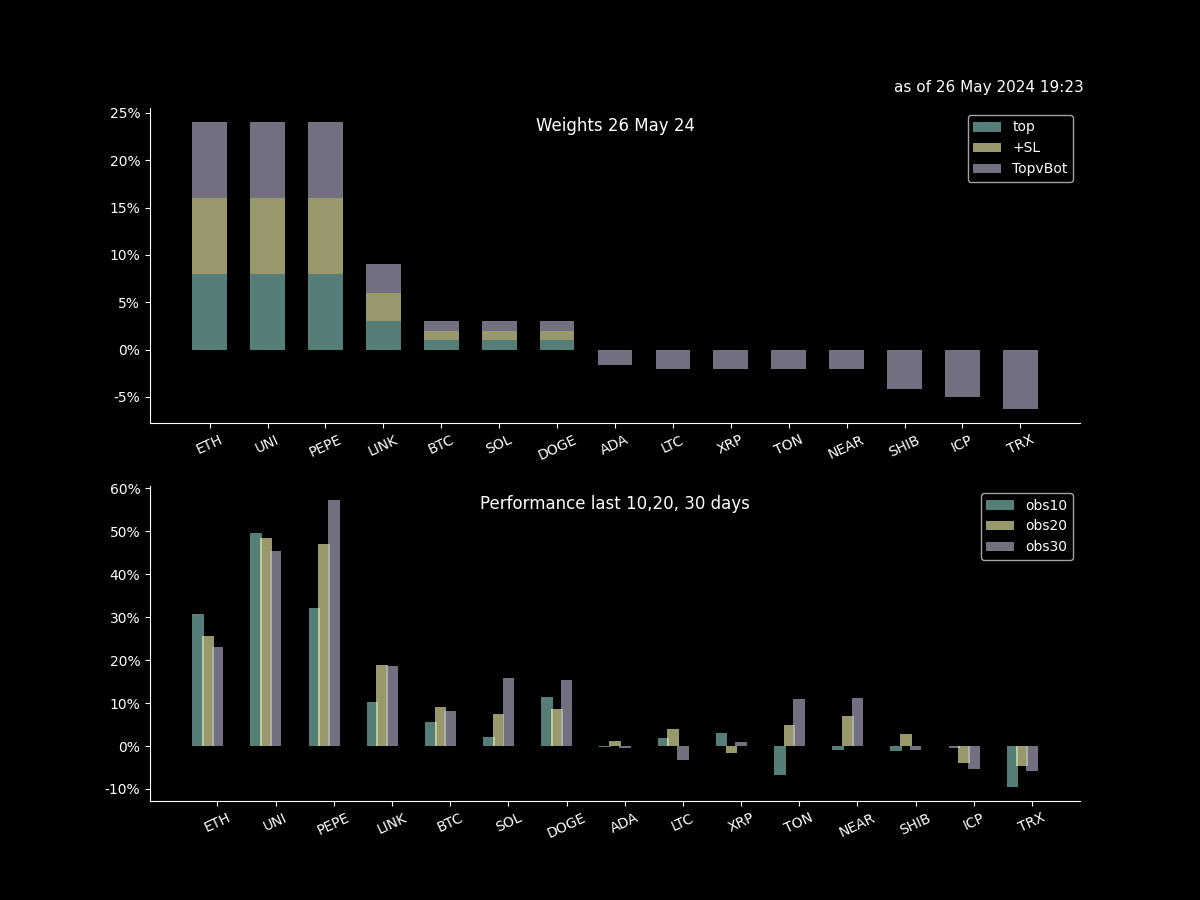 as of 26 May 2024 19:23
Weights 26 May 24
top
+SL
TopvBot
25%
20%
15%
10%
5%
0%
-5%
ETH UNI PEPE LINK BTC SOL DOGE ADA LTC XRP TON NEAR SHIB ICP TRX
Performance last 10,20, 30 days
obs10
obs20
obs30
60%
50%
40%
30%
20%
10%
0%
-10%
ETH UNI PEPE LINK BTC SOL DOGE ADA LTC XRP TON NEAR SHIB ICP TRX